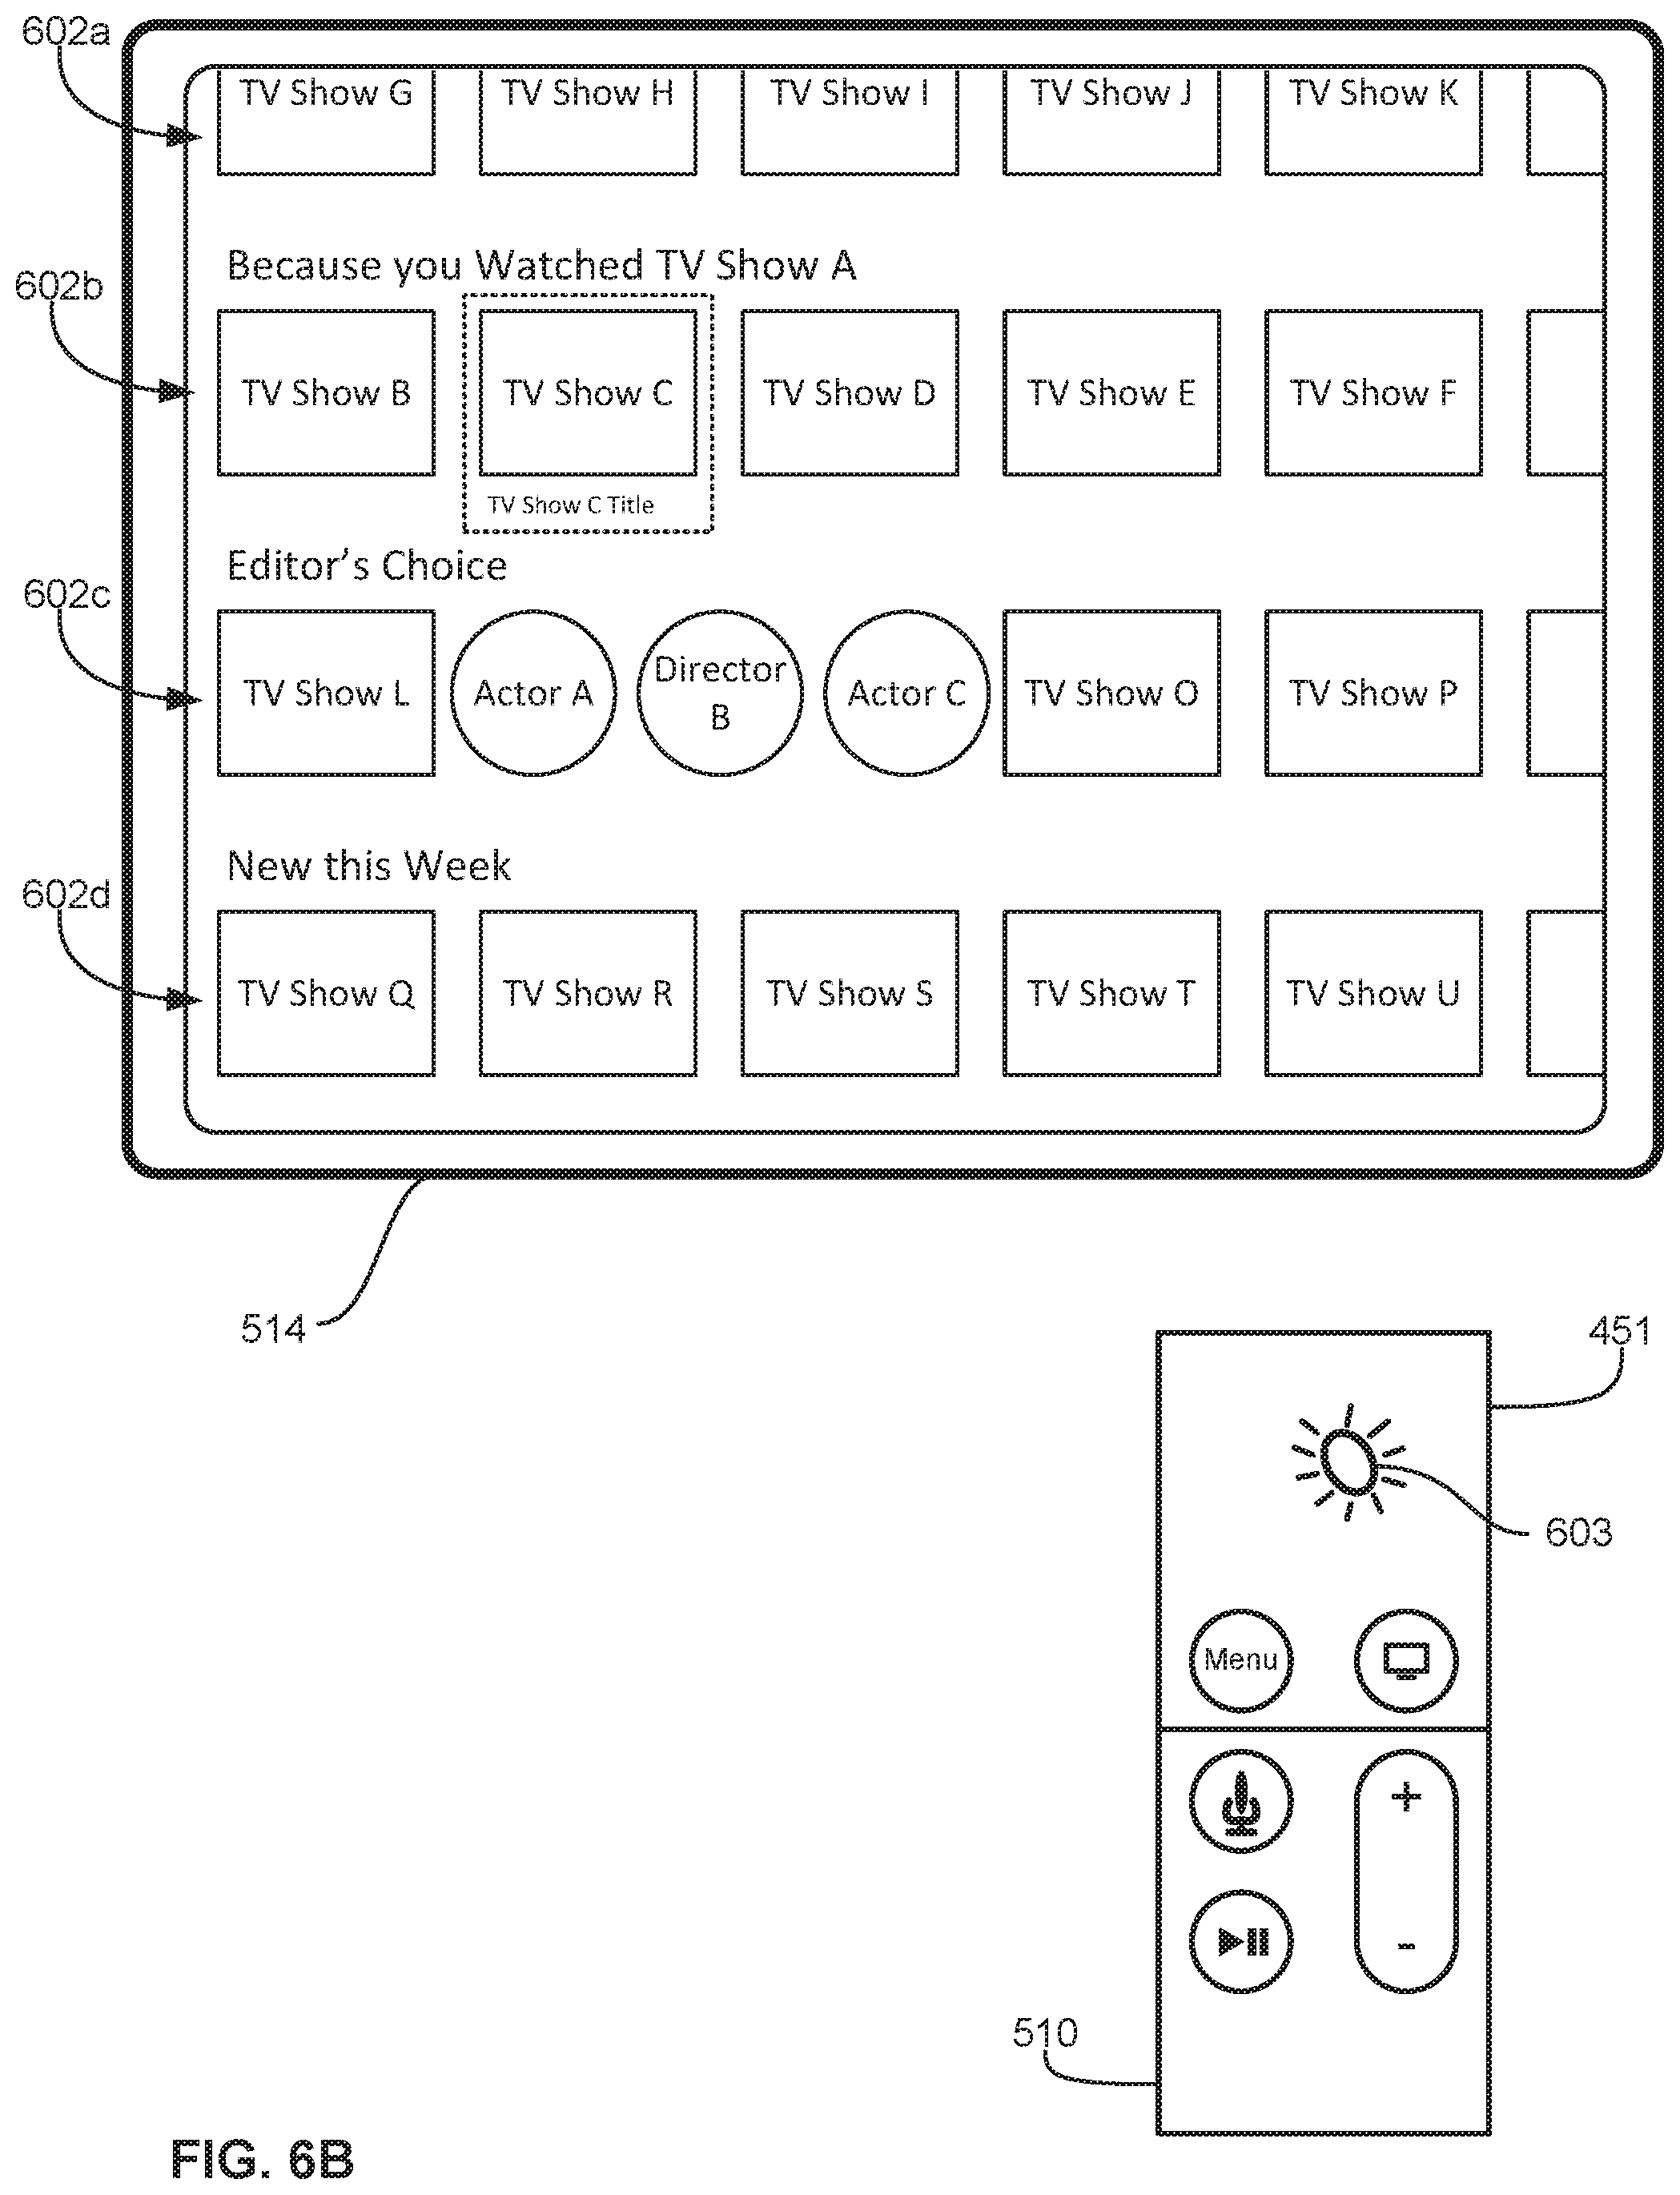 602a
TV Show G TV Show H TV Show I TV Show J TV Show K
Because you Watched TV Show A
602b
TV Show B TV Show C TV Show D TV Show E TV Show F
TV Show C Title
Editor's Choice
602c
TV Show L Actor A Director B Actor C TV Show O TV Show P
New this Week
602d
TV Show Q TV Show R TV Show S TV Show T TV Show U
514
451
603
Menu
+
-
510
FIG. 6B